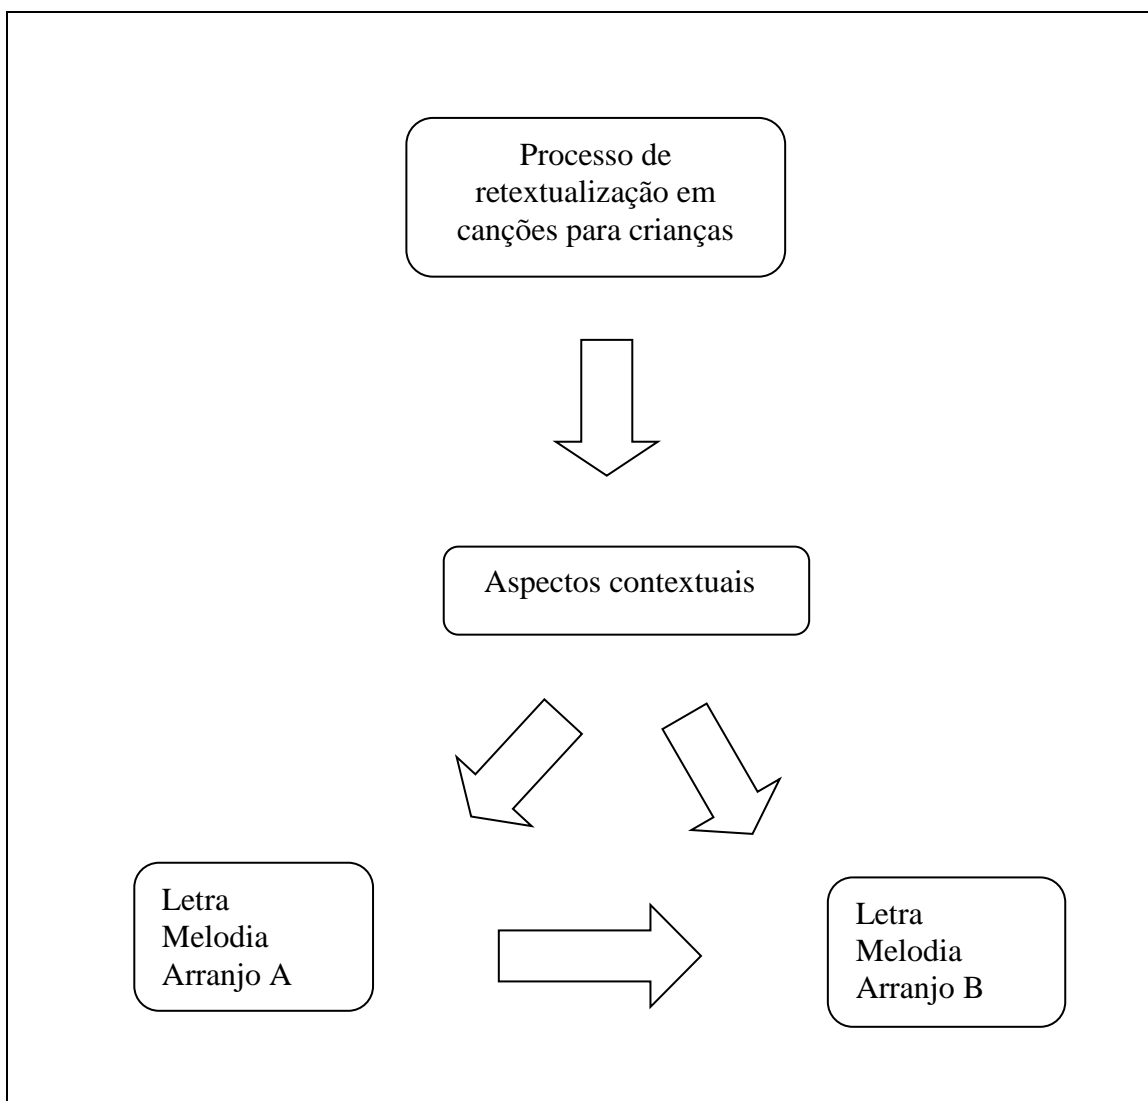 Processo de
retextualização em
canções para crianças
Aspectos contextuais
Letra
Melodia
Arranjo A
Letra
Melodia
Arranjo B